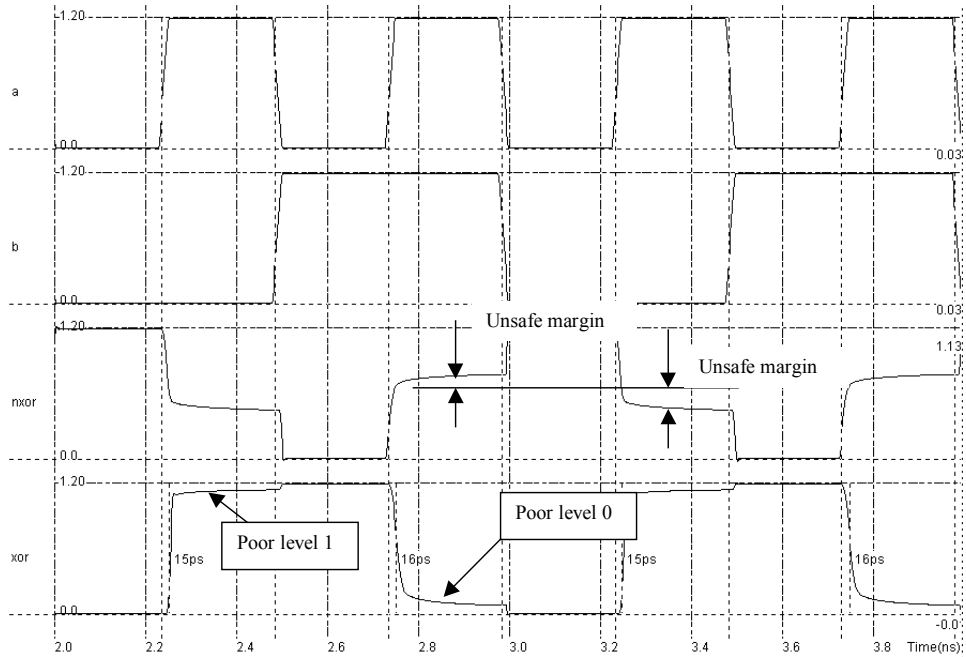 1.20
a
0.0
0.03
1.20
b
0.0
0.03
Unsafe margin
1.20
1.13
Unsafe margin
nxor
0.0
1.20
Poor level 0
Poor level 1
xor
15ps
16ps
15ps
16ps
0.0
-0.0
2.0 2.2 2.4 2.6 2.8 3.0 3.2 3.4 3.6 3.8 Time(ns)